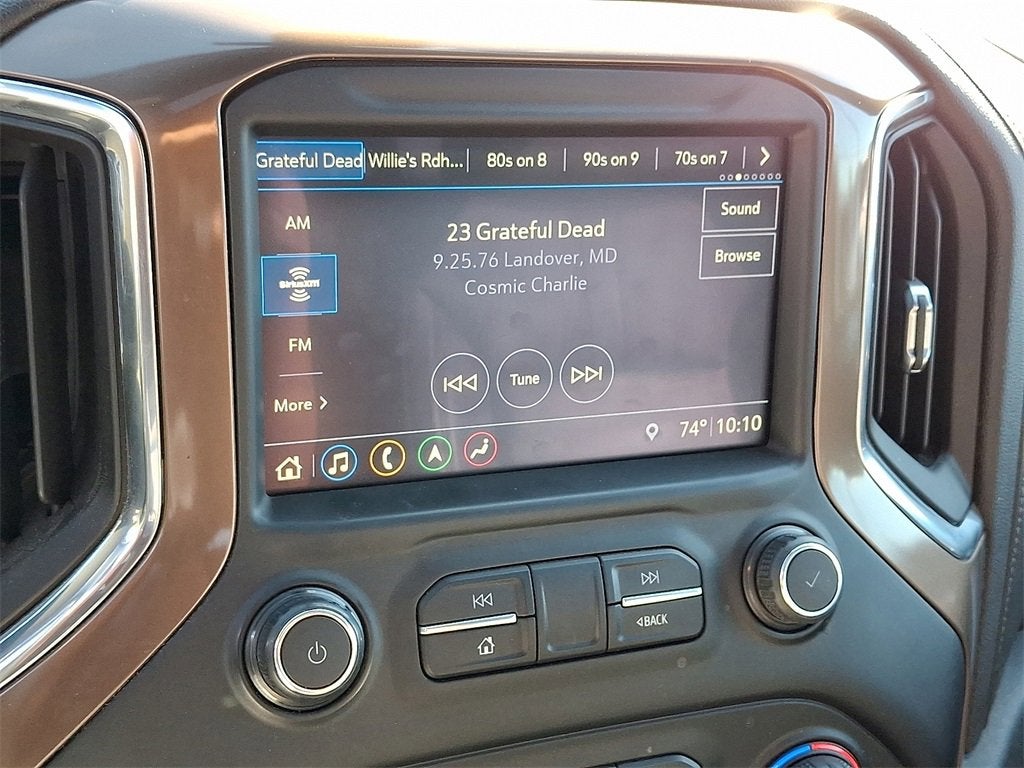 Grateful Dead Willie's Rdh... 80s on 8 90s on 9 70s on 7
AM
23 Grateful Dead
Sound
9.25.76 Landover, MD
Browse
SiriusXM
Cosmic Charlie
FM
Tune
More
74° 10:10
BACK